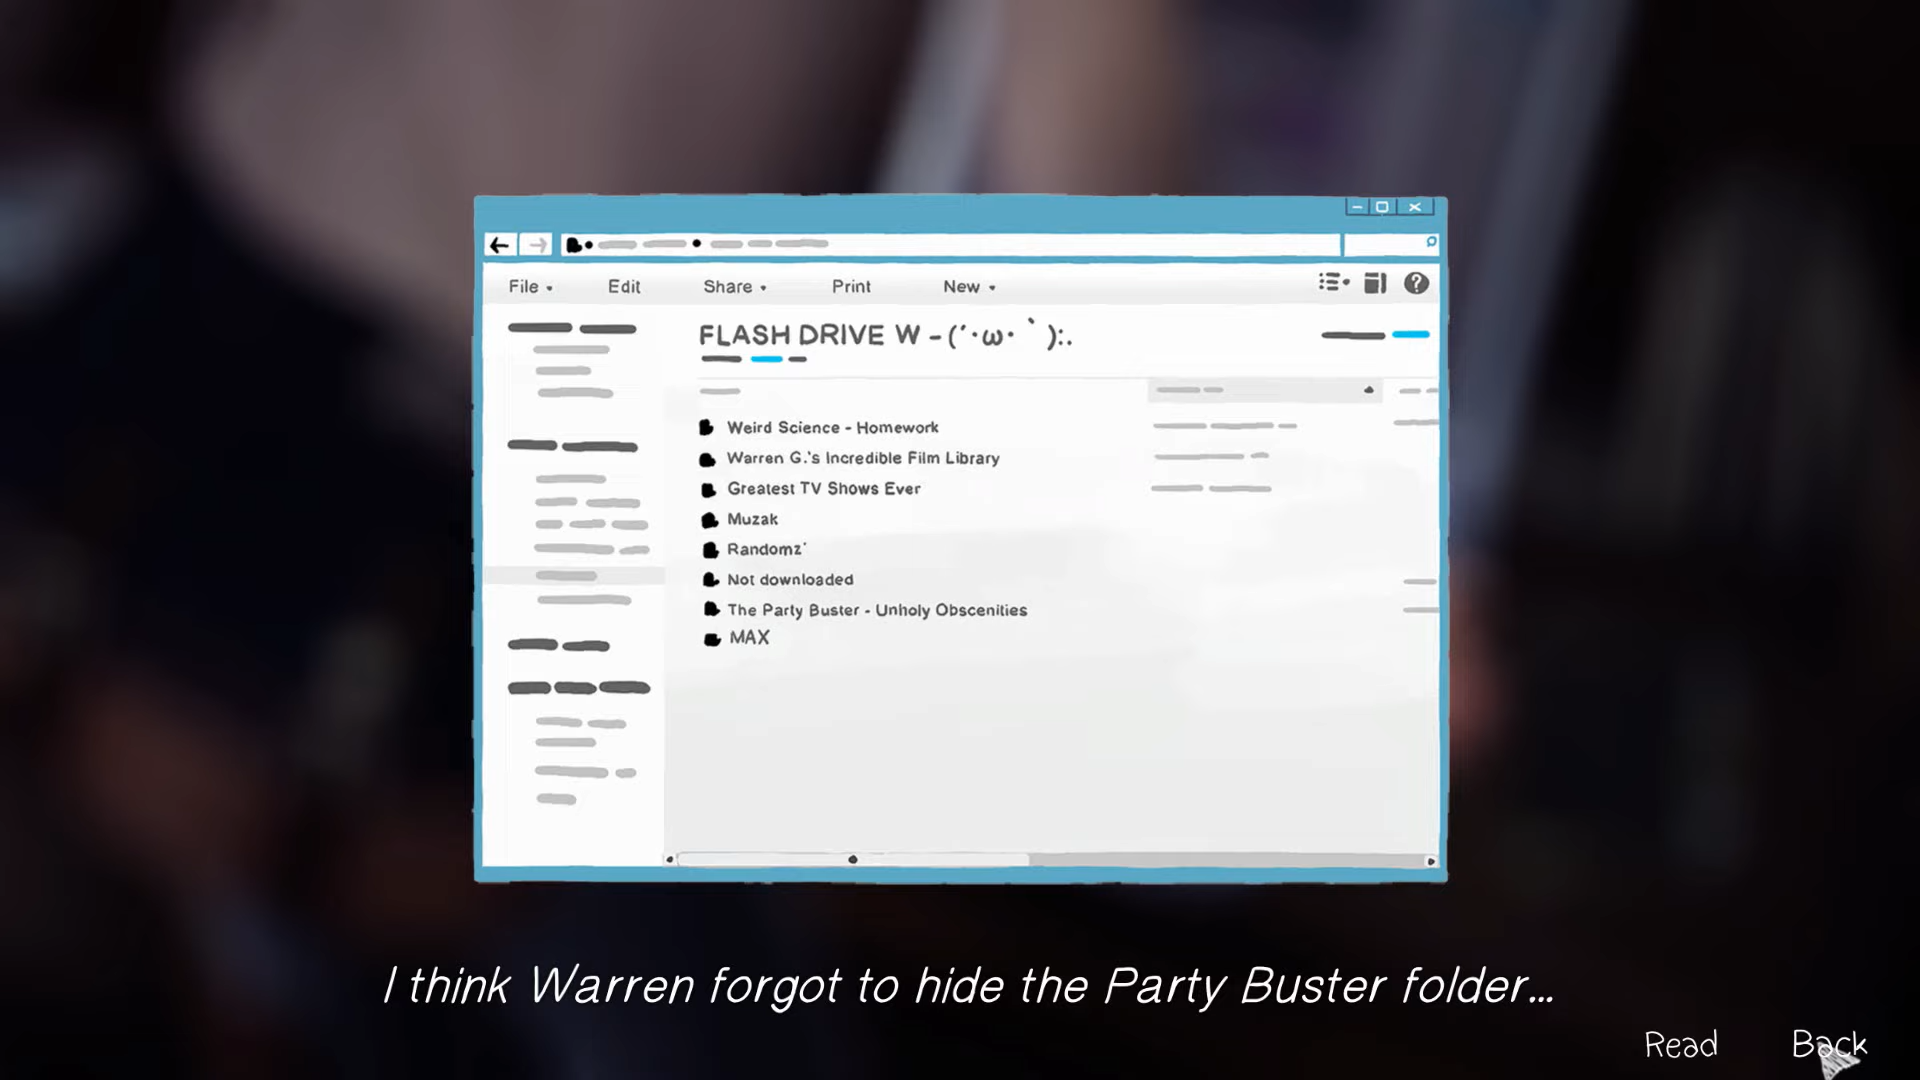 File Edit Share Print New
FLASH DRIVE W - (´･ω･｀):.
Weird Science - Homework
Warren G.'s Incredible Film Library
Greatest TV Shows Ever
Muzak
Randomz'
Not downloaded
The Party Buster - Unholy Obscenities
MAX
I think Warren forgot to hide the Party Buster folder...
Read Back